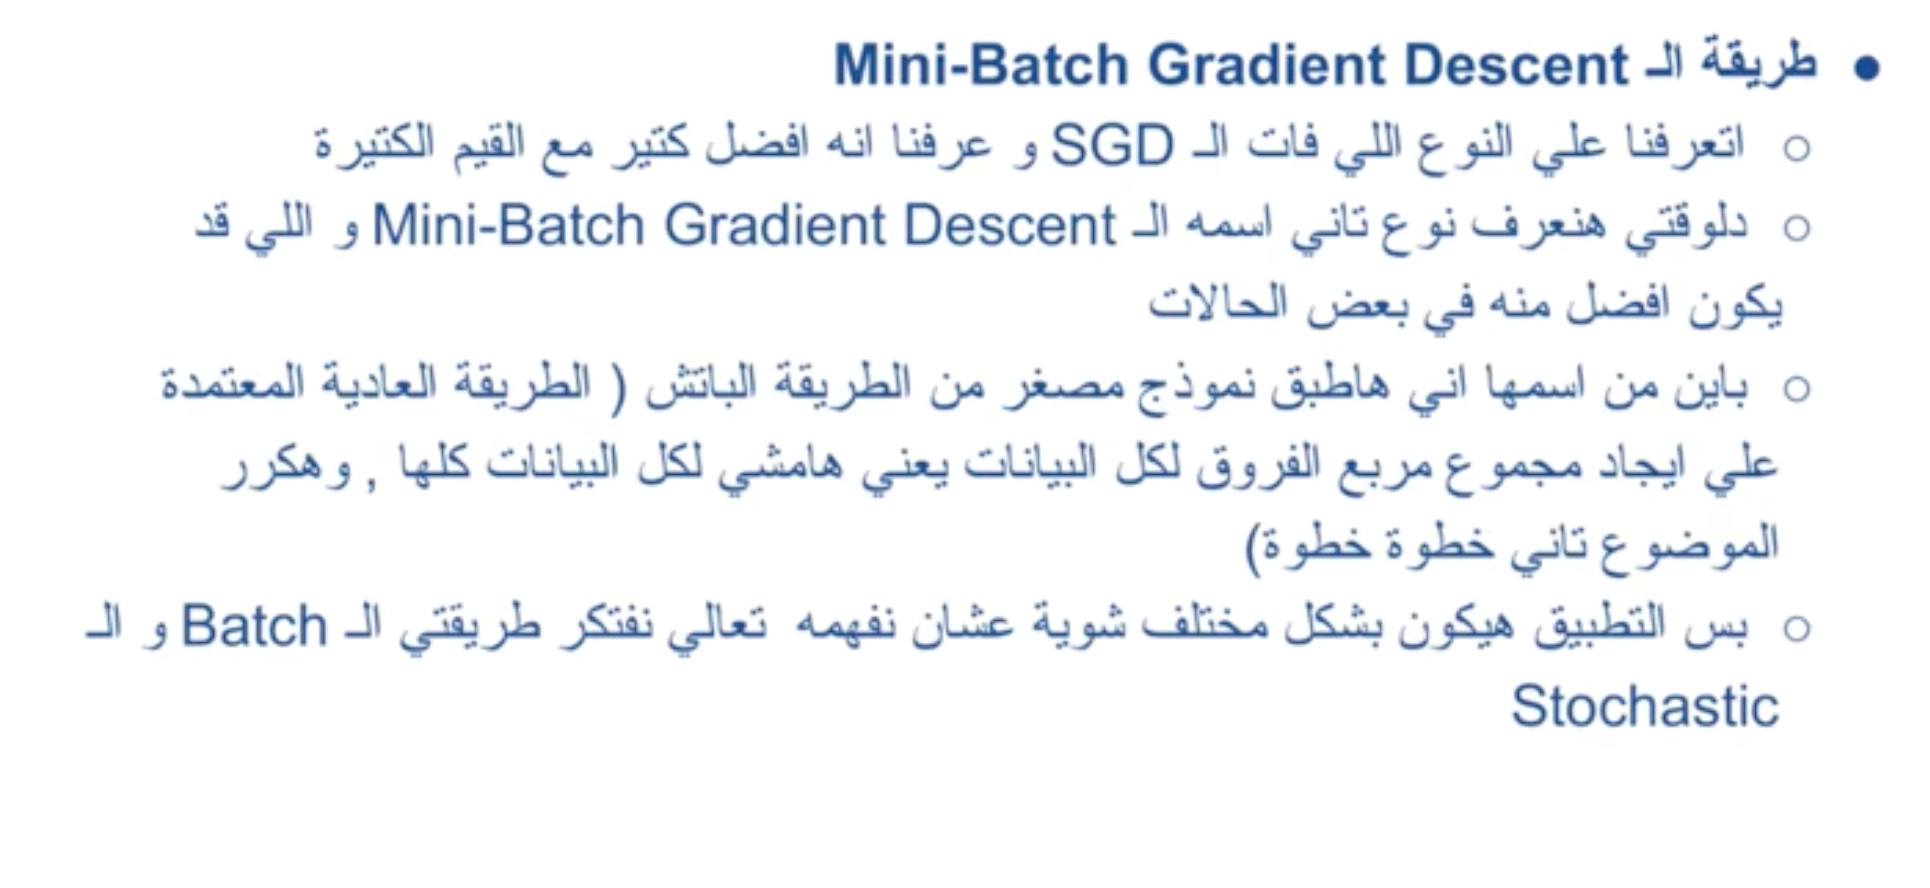 • طريقة الـ Mini-Batch Gradient Descent
○ اتعرفنا علي النوع اللي فات الـ SGD و عرفنا انه افضل كتير مع القيم الكتيرة
○ دلوقتي هنعرف نوع تاني اسمه الـ Mini-Batch Gradient Descent و اللي قد
يكون افضل منه في بعض الحالات
○ باين من اسمها اني هاطبق نموذج مصغر من الطريقة الباتش ( الطريقة العادية المعتمدة
علي ايجاد مجموع مربع الفروق لكل البيانات يعني هامشي لكل البيانات كلها , وهكرر
الموضوع تاني خطوة خطوة)
○ بس التطبيق هيكون بشكل مختلف شوية عشان نفهمه تعالي نفتكر طريقتي الـ Batch و الـ
Stochastic